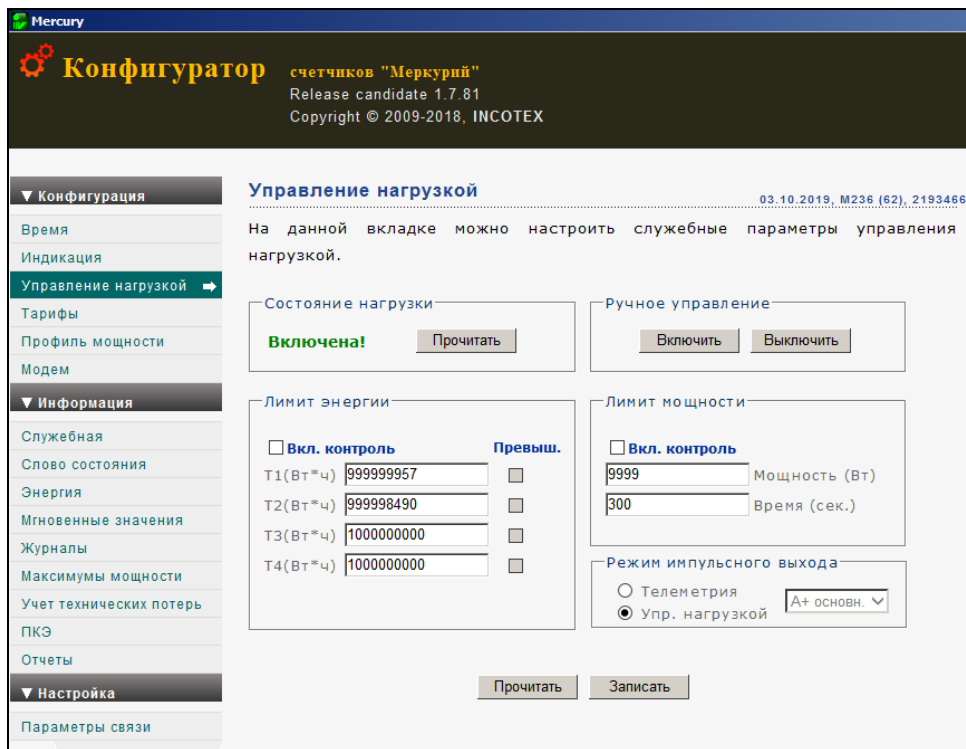 Mercury
Конфигуратор счетчиков "Меркурий"
Release candidate 1.7.81
Copyright © 2009-2018, INCOTEX
▼ Конфигурация
Время
Индикация
Управление нагрузкой
Тарифы
Профиль мощности
Модем
▼ Информация
Служебная
Слово состояния
Энергия
Мгновенные значения
Журналы
Максимумы мощности
Учет технических потерь
ПКЭ
Отчеты
▼ Настройка
Параметры связи
Управление нагрузкой
03.10.2019, M236 (62), 2193466
На данной вкладке можно настроить служебные параметры управления
нагрузкой.
Состояние нагрузки
Включена! Прочитать
Ручное управление
Включить Выключить
Лимит энергии
Вкл. контроль Превыш.
Т1(Вт*ч) 999999957
Т2(Вт*ч) 999998490
Т3(Вт*ч) 1000000000
Т4(Вт*ч) 1000000000
Лимит мощности
Вкл. контроль
9999 Мощность (Вт)
300 Время (сек.)
Режим импульсного выхода
Телеметрия
Упр. нагрузкой
А+ основн.
Прочитать Записать